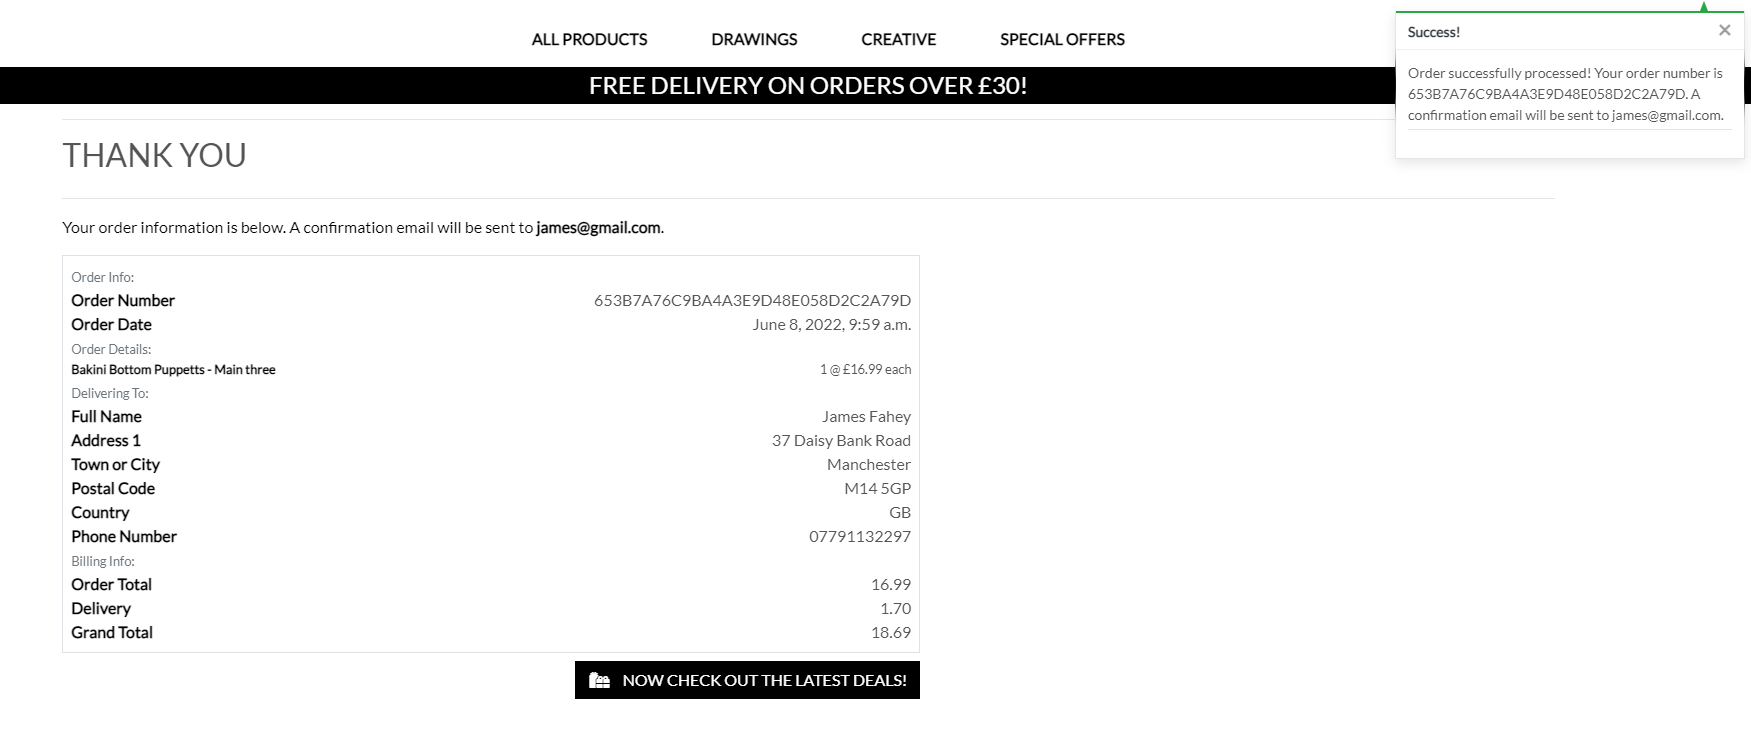 ALL PRODUCTS DRAWINGS CREATIVE SPECIAL OFFERS
Success! ×
FREE DELIVERY ON ORDERS OVER £30!
Order successfully processed! Your order number is
653B7A76C9BA4A3E9D48E058D2C2A79D. A
confirmation email will be sent to james@gmail.com.
THANK YOU
Your order information is below. A confirmation email will be sent to james@gmail.com.
Order Info:
Order Number 653B7A76C9BA4A3E9D48E058D2C2A79D
Order Date June 8, 2022, 9:59 a.m.
Order Details:
Bakini Bottom Puppetts - Main three 1 @ £16.99 each
Delivering To:
Full Name James Fahey
Address 1 37 Daisy Bank Road
Town or City Manchester
Postal Code M14 5GP
Country GB
Phone Number 07791132297
Billing Info:
Order Total 16.99
Delivery 1.70
Grand Total 18.69
NOW CHECK OUT THE LATEST DEALS!